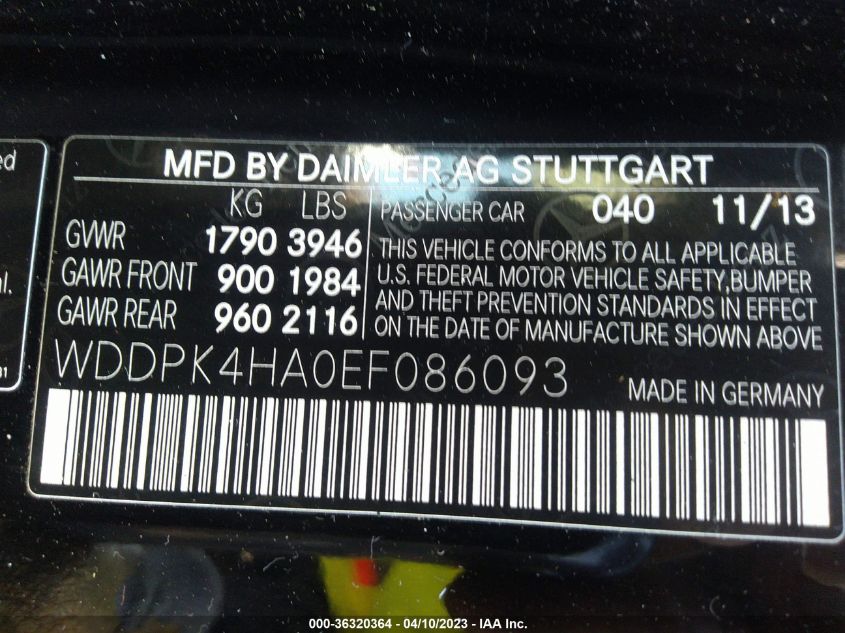 ed
al.
91
MFD BY DAIMLER AG STUTTGART
KG LBS
GVWR 1790 3946
GAWR FRONT 900 1984
GAWR REAR 960 2116
PASSENGER CAR 040 11/13
THIS VEHICLE CONFORMS TO ALL APPLICABLE
U.S. FEDERAL MOTOR VEHICLE SAFETY,BUMPER
AND THEFT PREVENTION STANDARDS IN EFFECT
ON THE DATE OF MANUFACTURE SHOWN ABOVE
WDDPK4HA0EF086093
MADE IN GERMANY
000-36320364 - 04/10/2023 - IAA Inc.